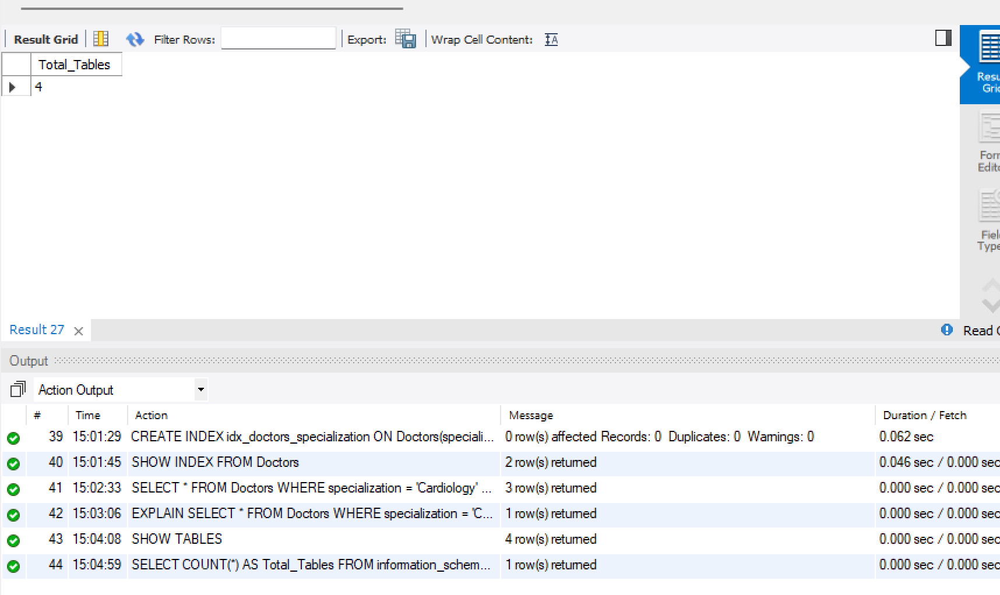 Result Grid Filter Rows: Export: Wrap Cell Content:
Total_Tables
4
Resu
Grid
Form
Edito
Field
Type
Result 27
Read O
Output
Action Output
# Time Action Message Duration / Fetch
39 15:01:29 CREATE INDEX idx_doctors_specialization ON Doctors(speciali... 0 row(s) affected Records: 0 Duplicates: 0 Warnings: 0 0.062 sec
40 15:01:45 SHOW INDEX FROM Doctors 2 row(s) returned 0.046 sec / 0.000 sec
41 15:02:33 SELECT * FROM Doctors WHERE specialization = 'Cardiology' ... 3 row(s) returned 0.000 sec / 0.000 sec
42 15:03:06 EXPLAIN SELECT * FROM Doctors WHERE specialization = 'C... 1 row(s) returned 0.000 sec / 0.000 sec
43 15:04:08 SHOW TABLES 4 row(s) returned 0.000 sec / 0.000 sec
44 15:04:59 SELECT COUNT(*) AS Total_Tables FROM information_schem... 1 row(s) returned 0.000 sec / 0.000 sec